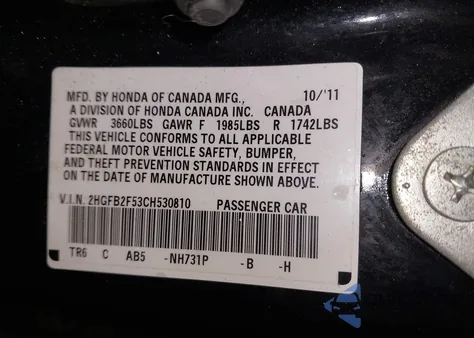 MFD. BY HONDA OF CANADA MFG., 10/'11
A DIVISION OF HONDA CANADA INC. CANADA
GVWR 3660LBS GAWR F 1985LBS R 1742LBS
THIS VEHICLE CONFORMS TO ALL APPLICABLE
FEDERAL MOTOR VEHICLE SAFETY, BUMPER,
AND THEFT PREVENTION STANDARDS IN EFFECT
ON THE DATE OF MANUFACTURE SHOWN ABOVE.
V.I.N. 2HGFB2F53CH530810 PASSENGER CAR
TR6 C AB5 -NH731P -B -H